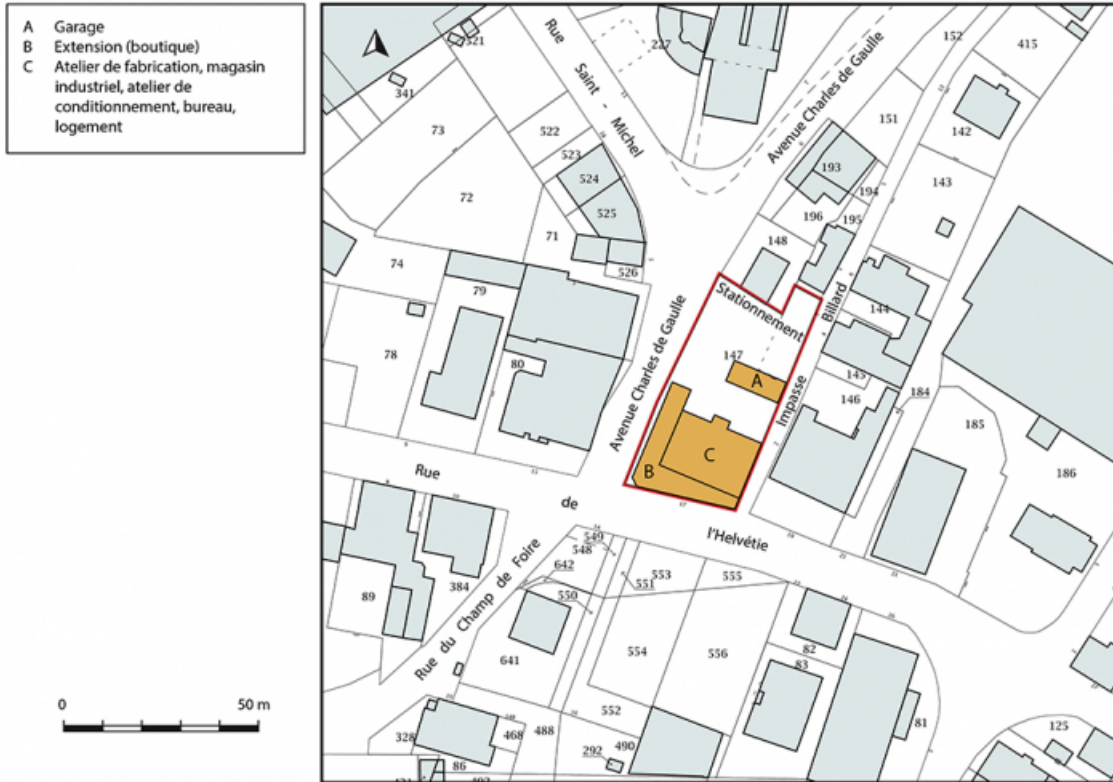 A Garage
B Extension (boutique)
C Atelier de fabrication, magasin
industriel, atelier de
conditionnement, bureau,
logement
0 50 m
Rue
Saint - Michel
Avenue Charles de Gaulle
Avenue Charles de Gaulle
Stationnement
Impasse
Billard
Rue
de
l'Helvétie
Rue du Champ de Foire
A
B
C
521
341
73
72
522
523
524
525
526
71
74
79
78
80
227
152
415
151
142
193
194
143
196
195
148
144
147
145
146
184
185
186
89
384
549
548
642
550
551
553
555
554
556
641
552
82
83
81
328
86
468
488
292
490
125